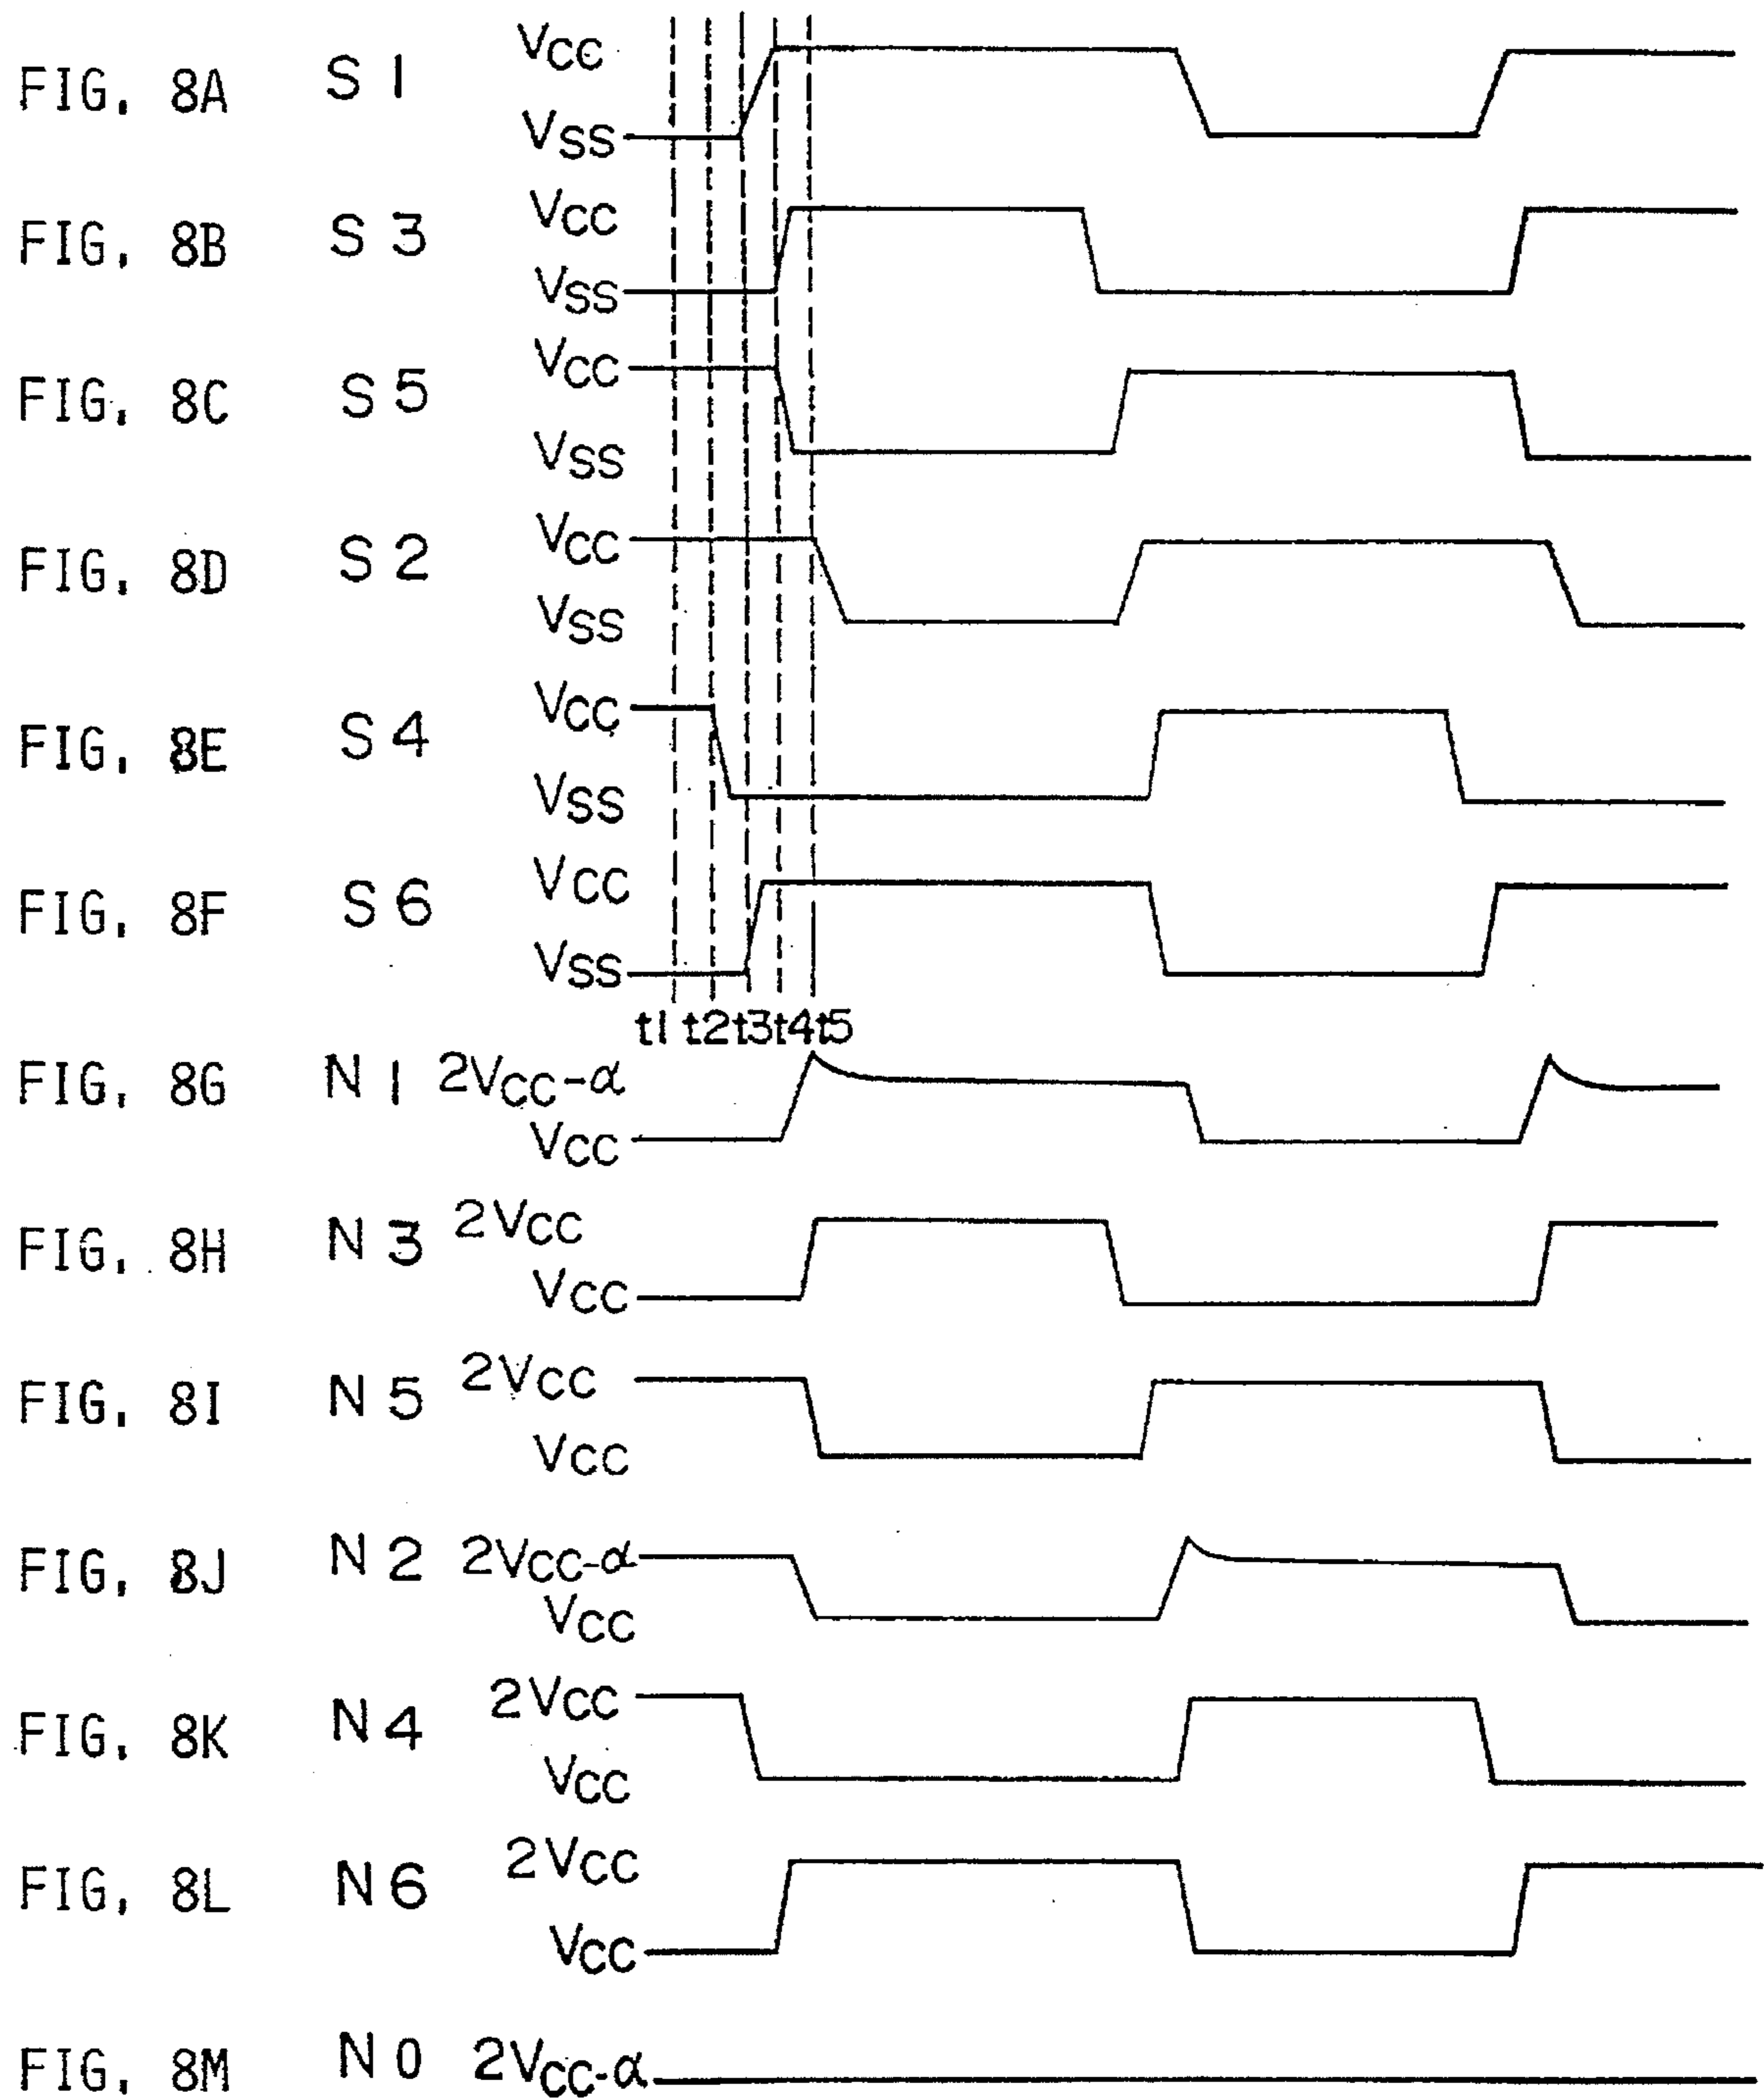 FIG. 8A S1 VCC
VSS
FIG. 8B S3 VCC
VSS
FIG. 8C S5 VCC
VSS
FIG. 8D S2 VCC
VSS
FIG. 8E S4 VCC
VSS
FIG. 8F S6 VCC
VSS
t1 t2 t3 t4 t5
FIG. 8G N1 2VCC-α
VCC
FIG. 8H N3 2VCC
VCC
FIG. 8I N5 2VCC
VCC
FIG. 8J N2 2VCC-α
VCC
FIG. 8K N4 2VCC
VCC
FIG. 8L N6 2VCC
VCC
FIG. 8M N0 2VCC-α